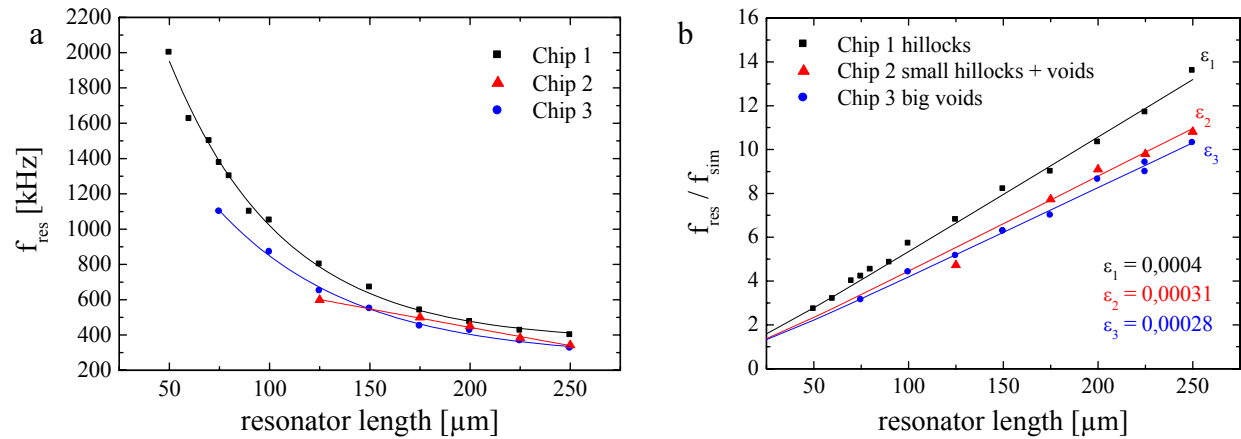 a
2200
2000
1800
1600
1400
1200
1000
800
600
400
200
f_res [kHz]
50 100 150 200 250
resonator length [µm]
Chip 1
Chip 2
Chip 3
b
16
14
12
10
8
6
4
2
0
f_res / f_sim
50 100 150 200 250
resonator length [µm]
Chip 1 hillocks
Chip 2 small hillocks + voids
Chip 3 big voids
ε₁
ε₂
ε₃
ε₁ = 0,0004
ε₂ = 0,00031
ε₃ = 0,00028